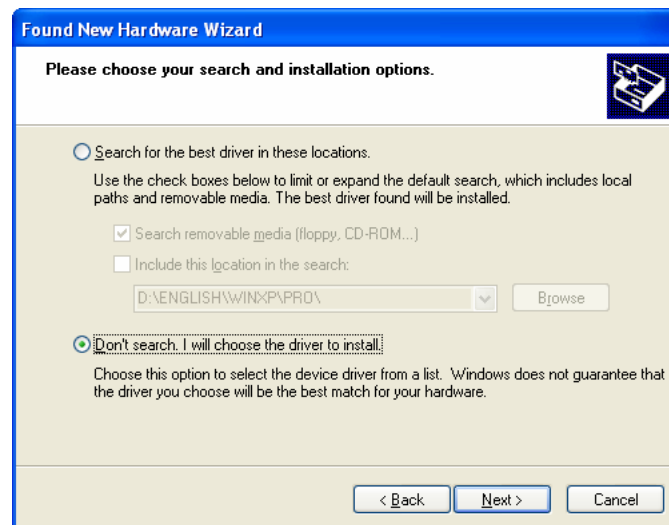 Found New Hardware Wizard
Please choose your search and installation options.
Search for the best driver in these locations.
Use the check boxes below to limit or expand the default search, which includes local
paths and removable media. The best driver found will be installed.
Search removable media (floppy, CD-ROM...)
Include this location in the search:
D:\ENGLISH\WINXP\PRO\
Browse
Don't search. I will choose the driver to install.
Choose this option to select the device driver from a list. Windows does not guarantee that
the driver you choose will be the best match for your hardware.
< Back
Next >
Cancel